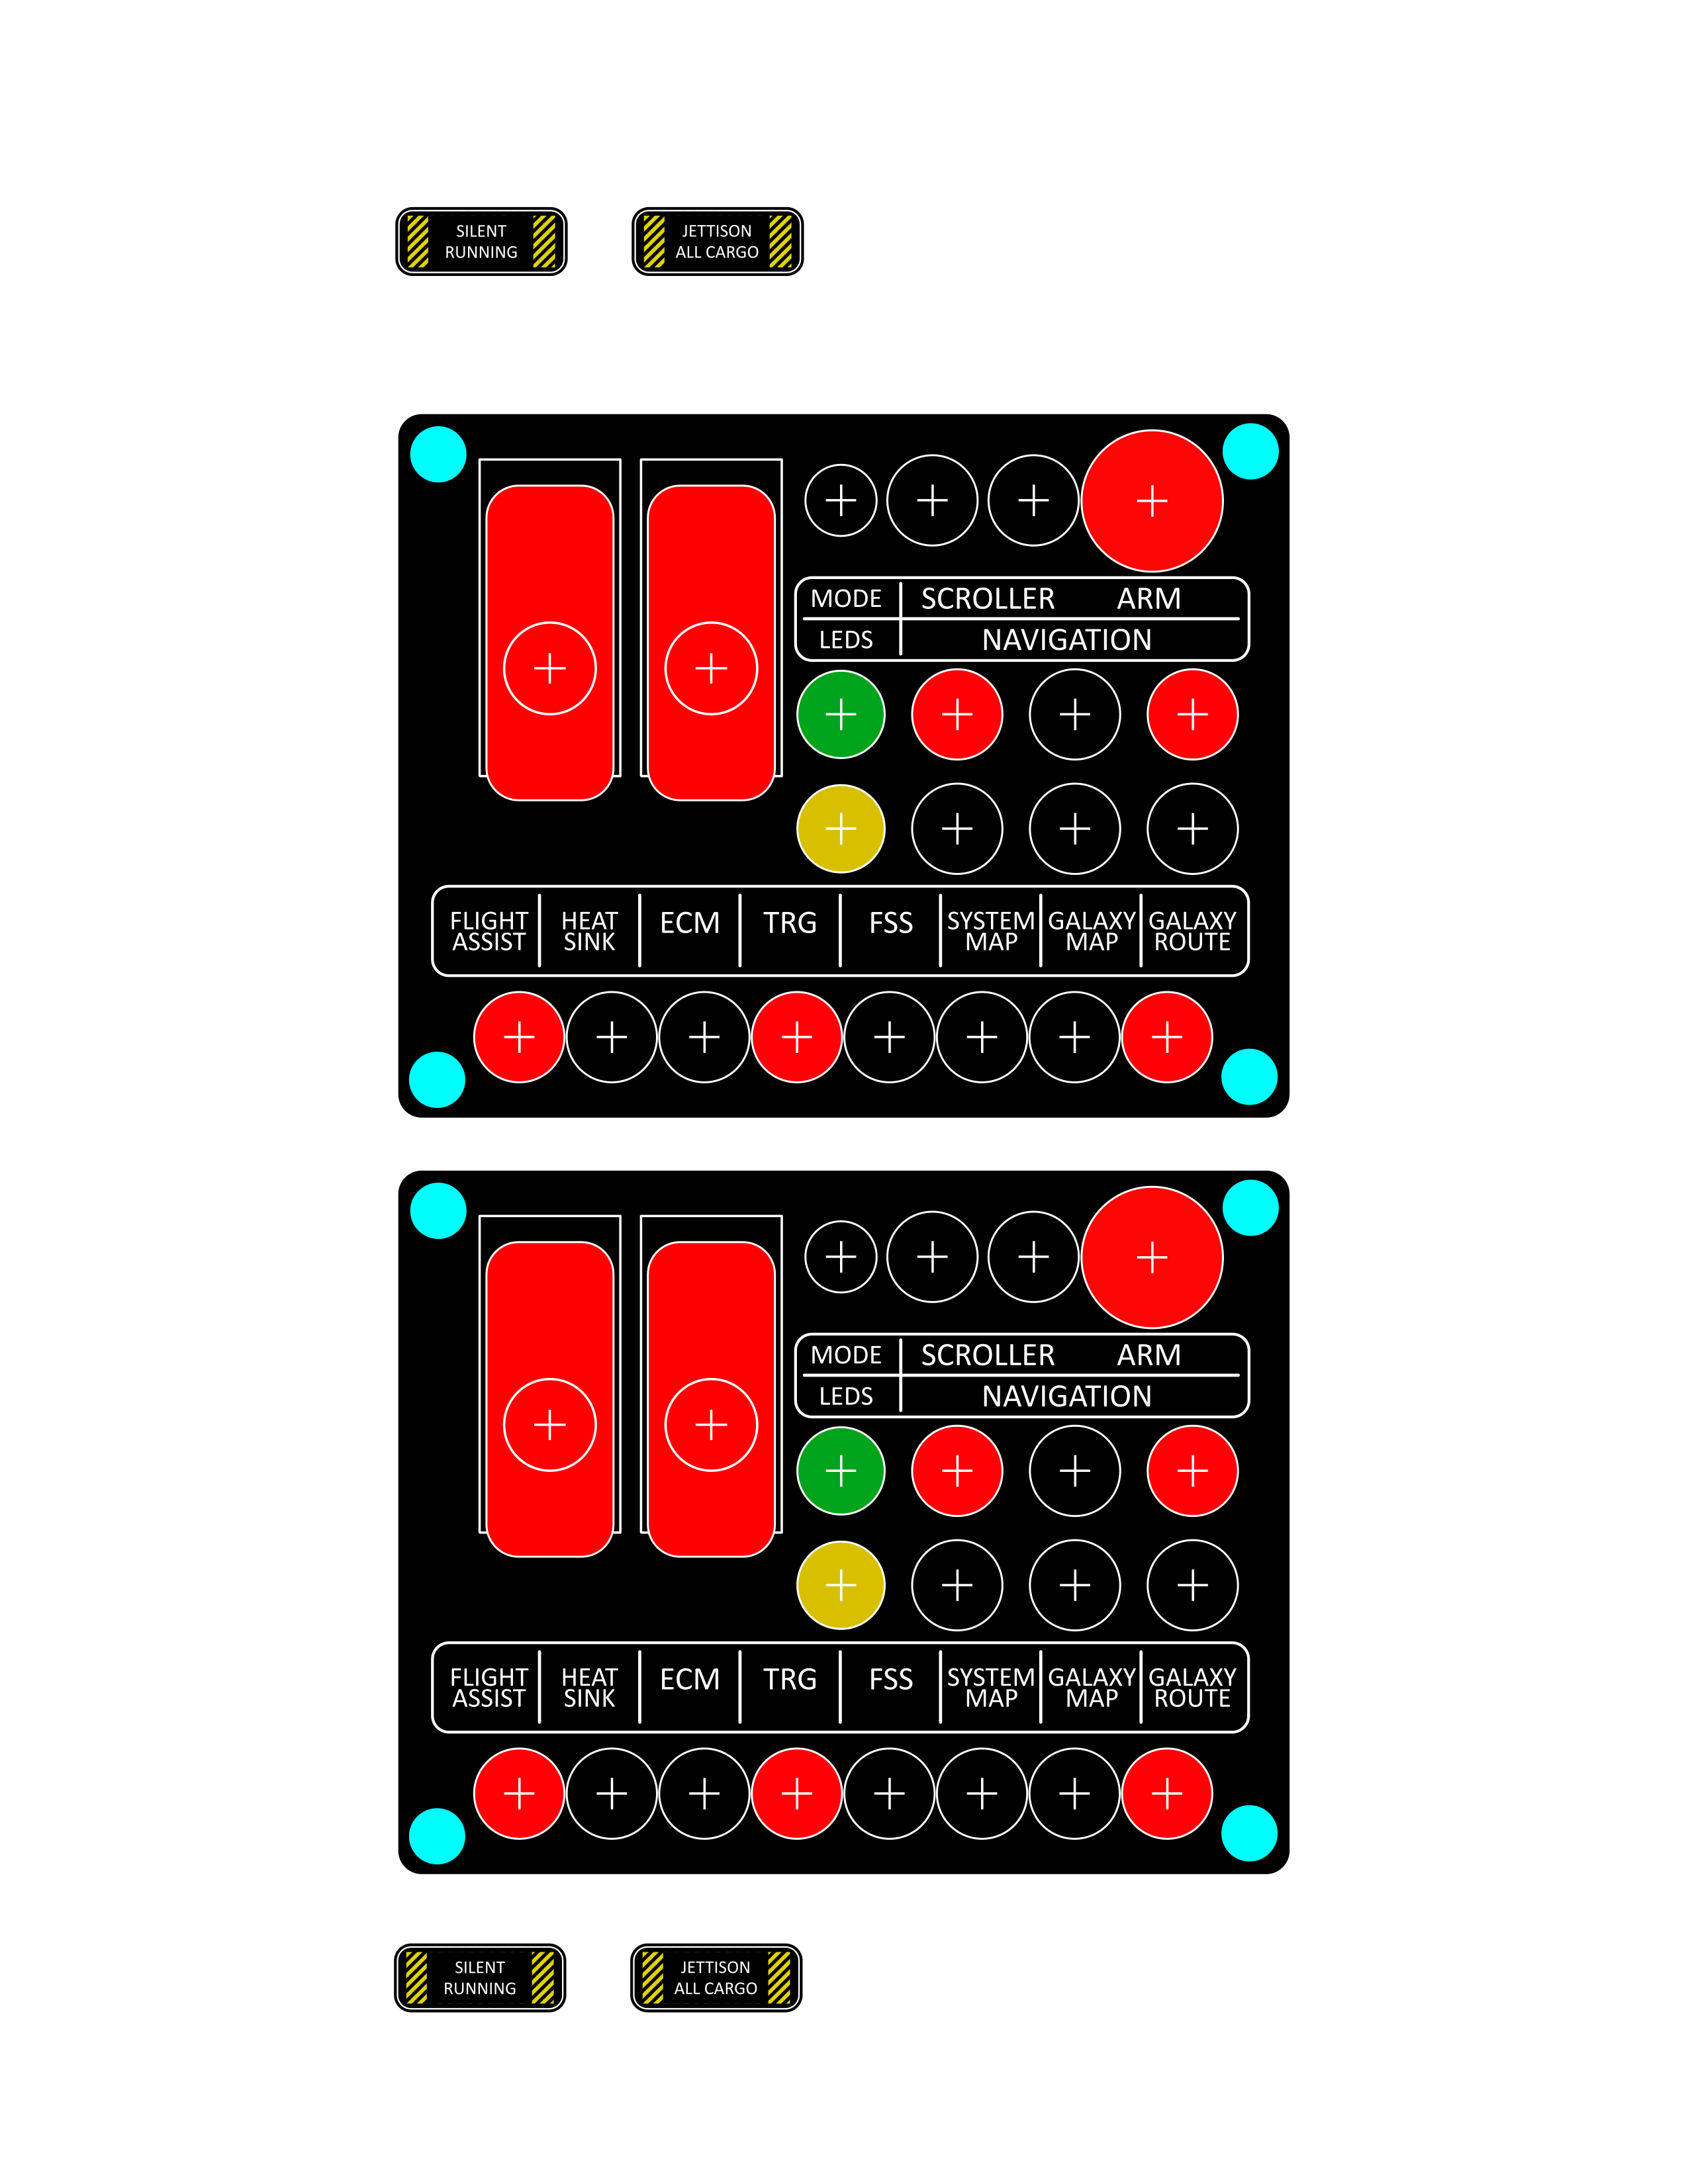 SILENT
RUNNING
JETTISON
ALL CARGO
MODE SCROLLER ARM
LEDS NAVIGATION
FLIGHT ASSIST HEAT SINK ECM TRG FSS SYSTEM MAP GALAXY MAP GALAXY ROUTE
MODE SCROLLER ARM
LEDS NAVIGATION
FLIGHT ASSIST HEAT SINK ECM TRG FSS SYSTEM MAP GALAXY MAP GALAXY ROUTE
SILENT
RUNNING
JETTISON
ALL CARGO